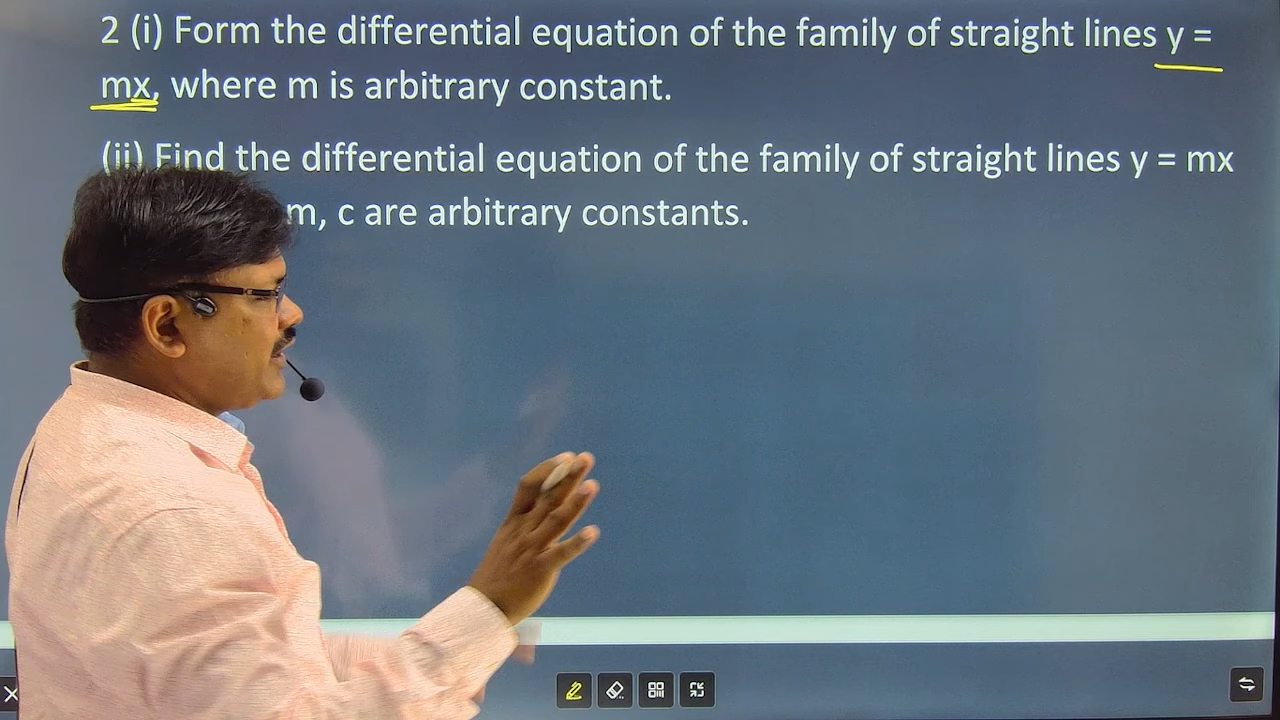 2 (i) Form the differential equation of the family of straight lines y =
mx, where m is arbitrary constant.
(ii) Find the differential equation of the family of straight lines y = mx
m, c are arbitrary constants.